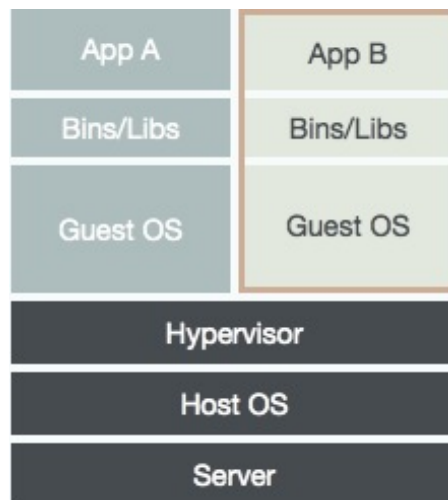 App A
App B
Bins/Libs
Bins/Libs
Guest OS
Guest OS
Hypervisor
Host OS
Server